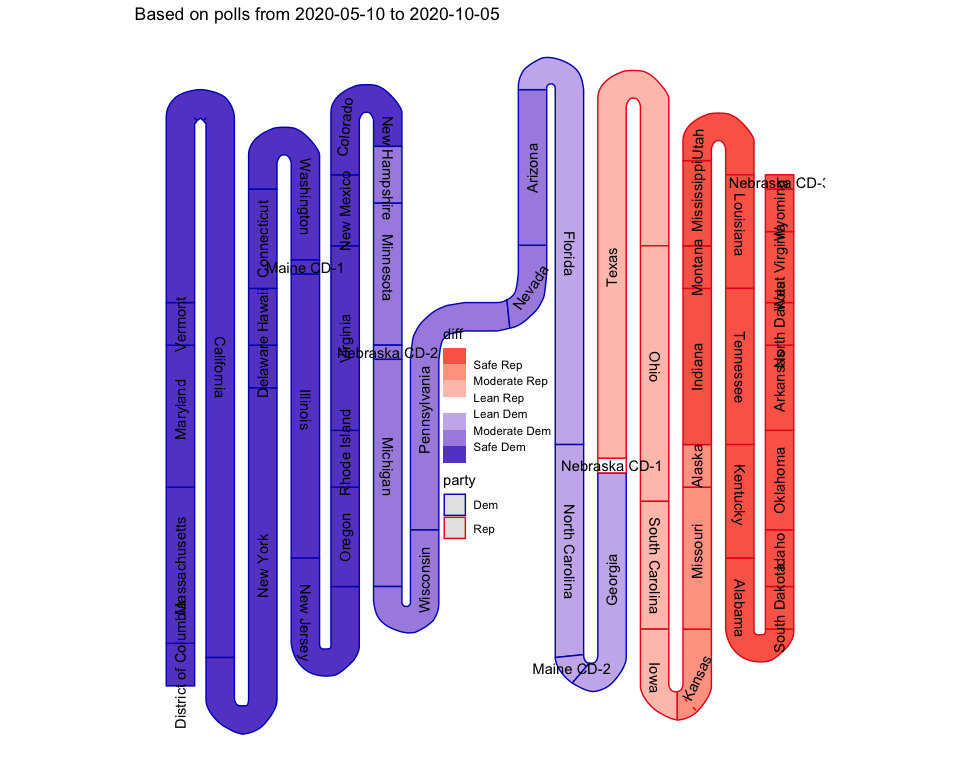 Based on polls from 2020-05-10 to 2020-10-05
District of Columbia
Massachusetts
Maryland
Vermont
California
New York
Delaware
Hawaii
Connecticut
Washington
Maine CD-1
Illinois
New Jersey
Oregon
Rhode Island
Virginia
New Mexico
Colorado
New Hampshire
Minnesota
Nebraska CD-2
Michigan
Wisconsin
Pennsylvania
Nevada
Arizona
Florida
North Carolina
Maine CD-2
Georgia
Nebraska CD-1
Texas
Ohio
South Carolina
Iowa
Kansas
Missouri
Alaska
Indiana
Montana
Mississippi
Utah
Louisiana
Tennessee
Kentucky
Alabama
South Dakota
Idaho
Oklahoma
Arkansas
North Dakota
West Virginia
Wyoming
Nebraska CD-3
diff
Safe Rep
Moderate Rep
Lean Rep
Lean Dem
Moderate Dem
Safe Dem
party
Dem
Rep